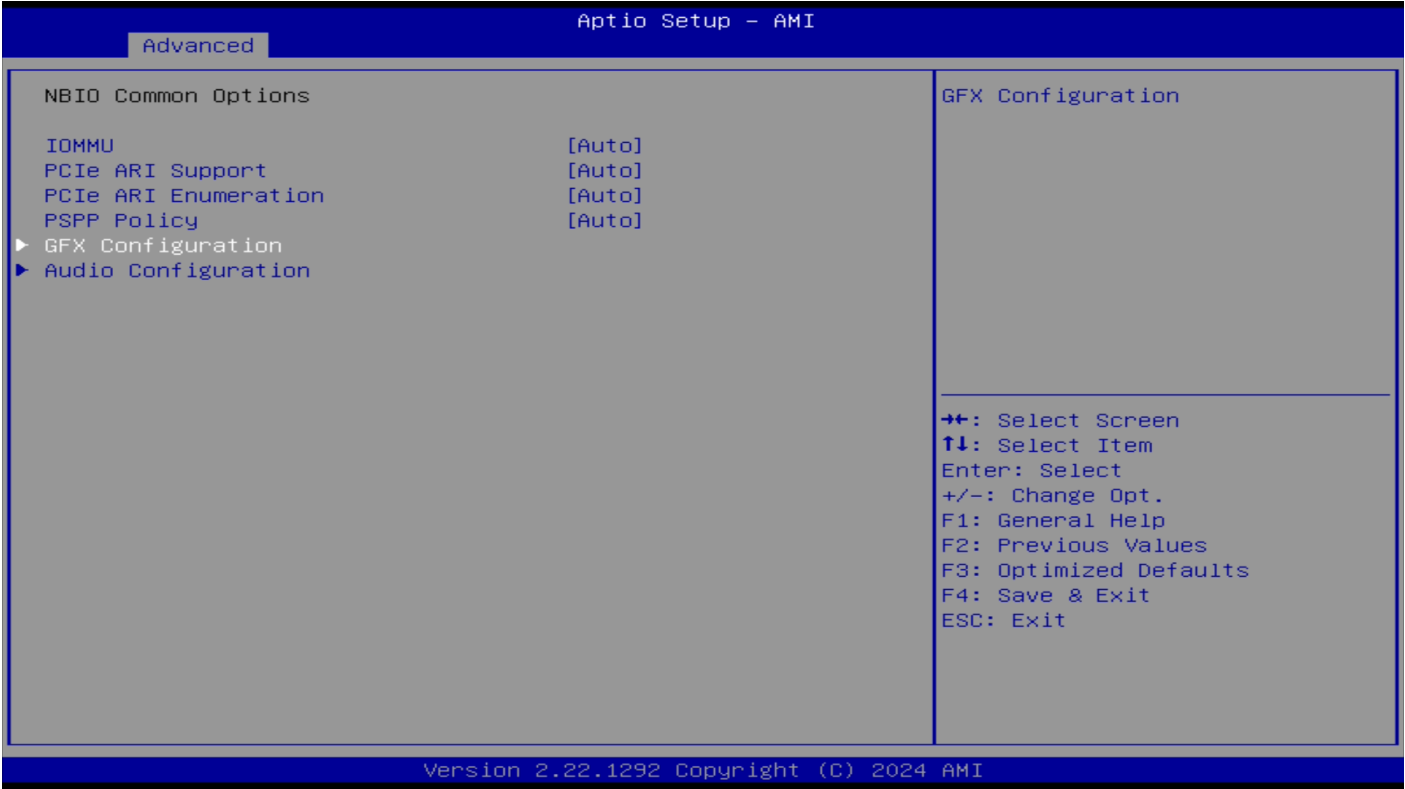 Aptio Setup – AMI
Advanced
NBIO Common Options
IOMMU [Auto]
PCIe ARI Support [Auto]
PCIe ARI Enumeration [Auto]
PSPP Policy [Auto]
► GFX Configuration
► Audio Configuration
GFX Configuration
→←: Select Screen
↑↓: Select Item
Enter: Select
+/-: Change Opt.
F1: General Help
F2: Previous Values
F3: Optimized Defaults
F4: Save & Exit
ESC: Exit
Version 2.22.1292 Copyright (C) 2024 AMI